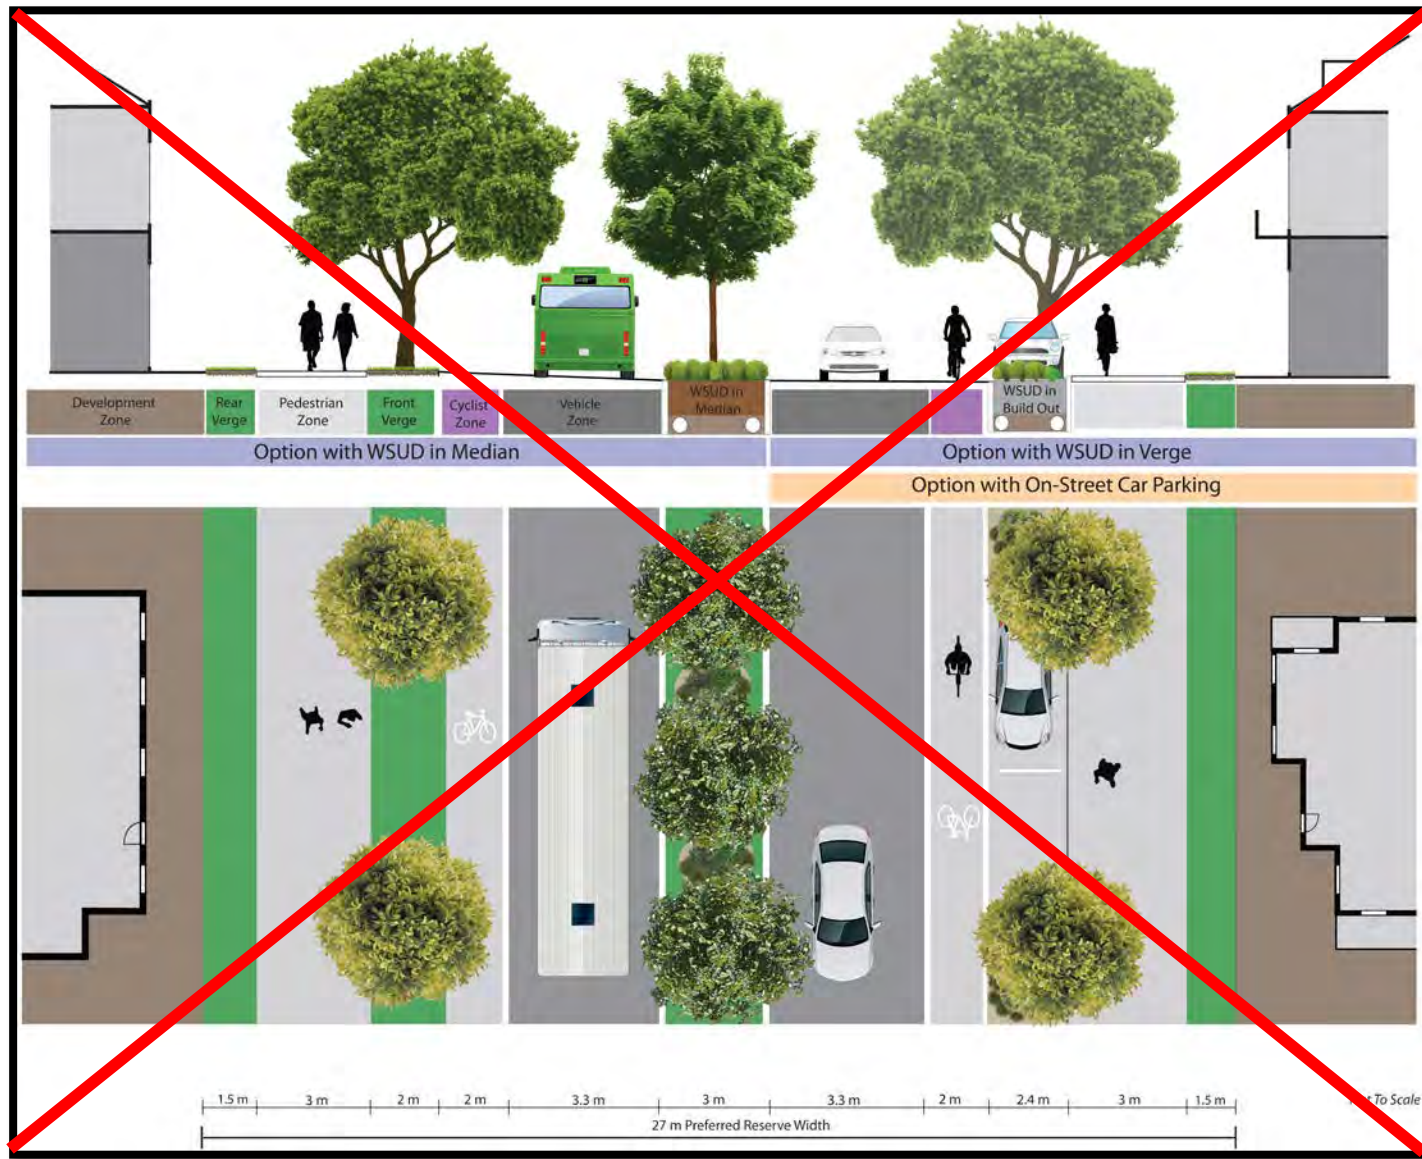 Development
Zone
Rear
Verge
Pedestrian
Zone
Front
Verge
Cyclist
Zone
Vehicle
Zone
WSUD in
Median
WSUD in
Build Out
Option with WSUD in Median
Option with WSUD in Verge
Option with On-Street Car Parking
1.5 m
3 m
2 m
2 m
3.3 m
3 m
3.3 m
2 m
2.4 m
3 m
1.5 m
Not To Scale
27 m Preferred Reserve Width